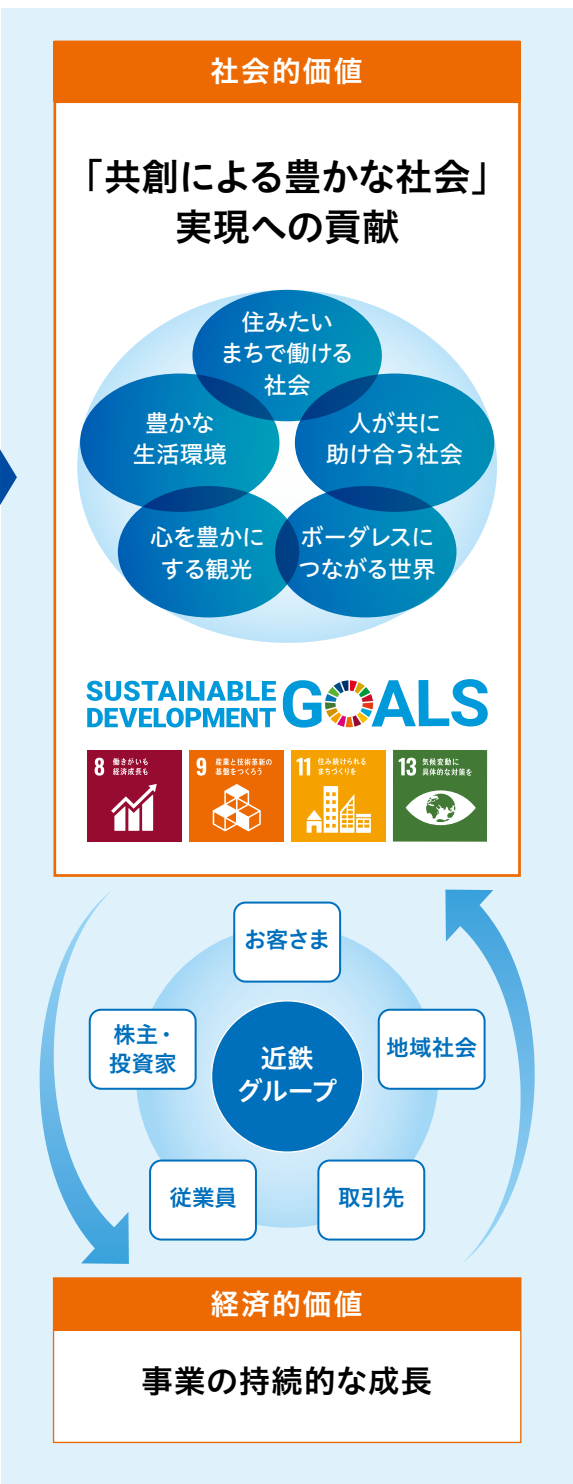 社会的価値
「共創による豊かな社会」
実現への貢献
住みたい
まちで働ける
社会
豊かな
生活環境
人が共に
助け合う社会
心を豊かに
する観光
ボーダレスに
つながる世界
SUSTAINABLE
DEVELOPMENT
GOALS
8 働きがいも
経済成長も
9 産業と技術革新の
基盤をつくろう
11 住み続けられる
まちづくりを
13 気候変動に
具体的な対策を
お客さま
株主・
投資家
近鉄
グループ
地域社会
従業員
取引先
経済的価値
事業の持続的な成長